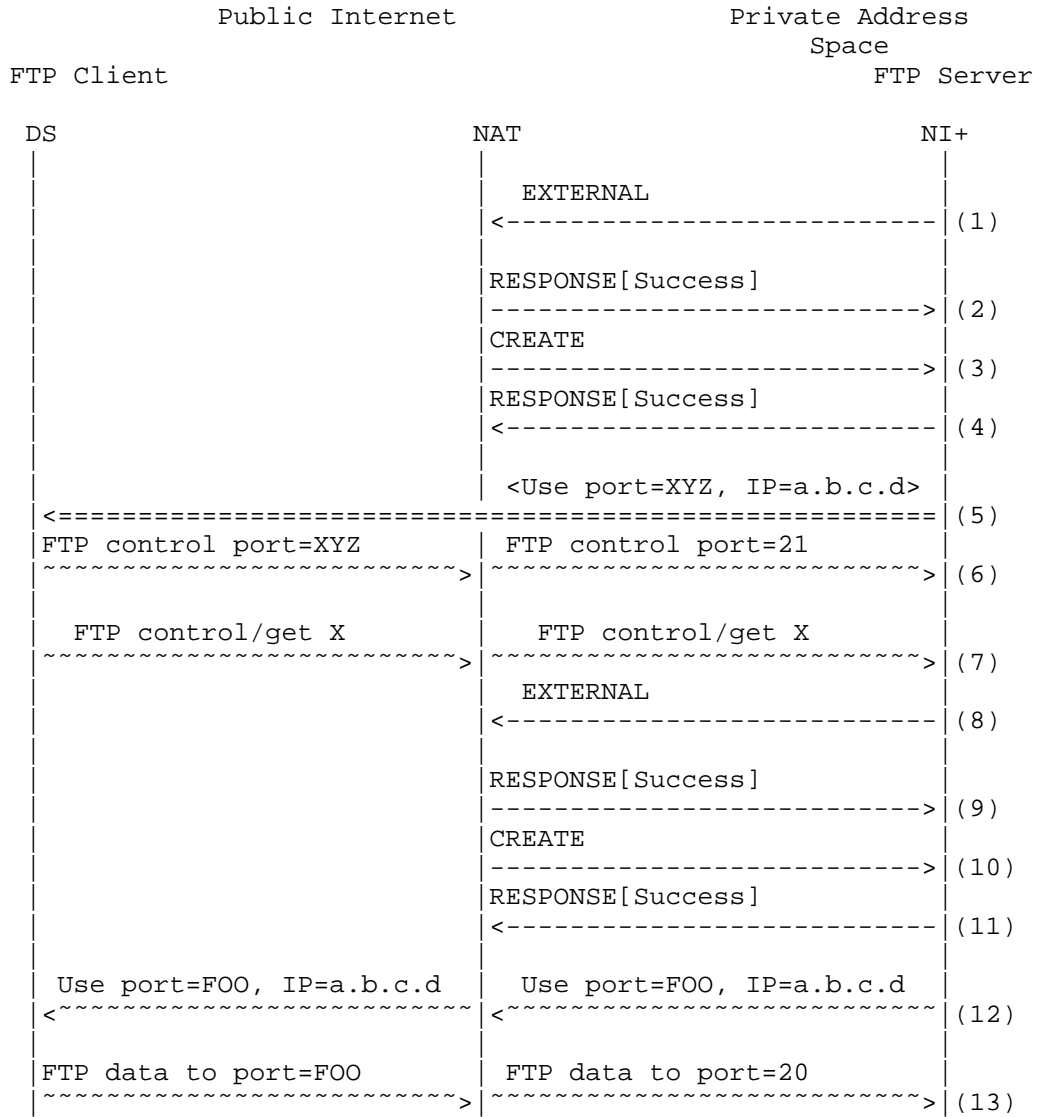 Public Internet Private Address
Space
FTP Client FTP Server
DS NAT NI+
EXTERNAL
<---------------------------(1)
RESPONSE[Success]
--------------------------->(2)
CREATE
--------------------------->(3)
RESPONSE[Success]
<---------------------------(4)
<Use port=XYZ, IP=a.b.c.d>
<=======================================================(5)
FTP control port=XYZ FTP control port=21
~~~~~~~~~~~~~~~~~~~~~~~~~~> ~~~~~~~~~~~~~~~~~~~~~~~~~~~>(6)
FTP control/get X FTP control/get X
~~~~~~~~~~~~~~~~~~~~~~~~~~> ~~~~~~~~~~~~~~~~~~~~~~~~~~~>(7)
EXTERNAL
<---------------------------(8)
RESPONSE[Success]
--------------------------->(9)
CREATE
--------------------------->(10)
RESPONSE[Success]
<---------------------------(11)
Use port=FOO, IP=a.b.c.d Use port=FOO, IP=a.b.c.d
<~~~~~~~~~~~~~~~~~~~~~~~~~~ <~~~~~~~~~~~~~~~~~~~~~~~~~~~(12)
FTP data to port=FOO FTP data to port=20
~~~~~~~~~~~~~~~~~~~~~~~~~~> ~~~~~~~~~~~~~~~~~~~~~~~~~~~>(13)